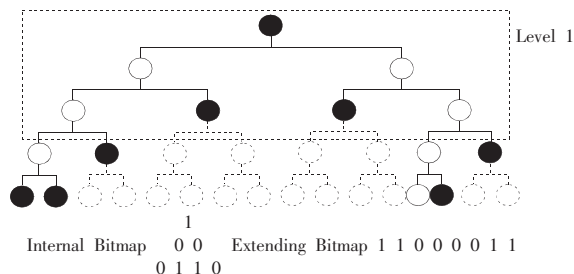 Level 1
1
Internal Bitmap 0 0 Extending Bitmap 1 1 0 0 0 0 1 1
0 1 1 0